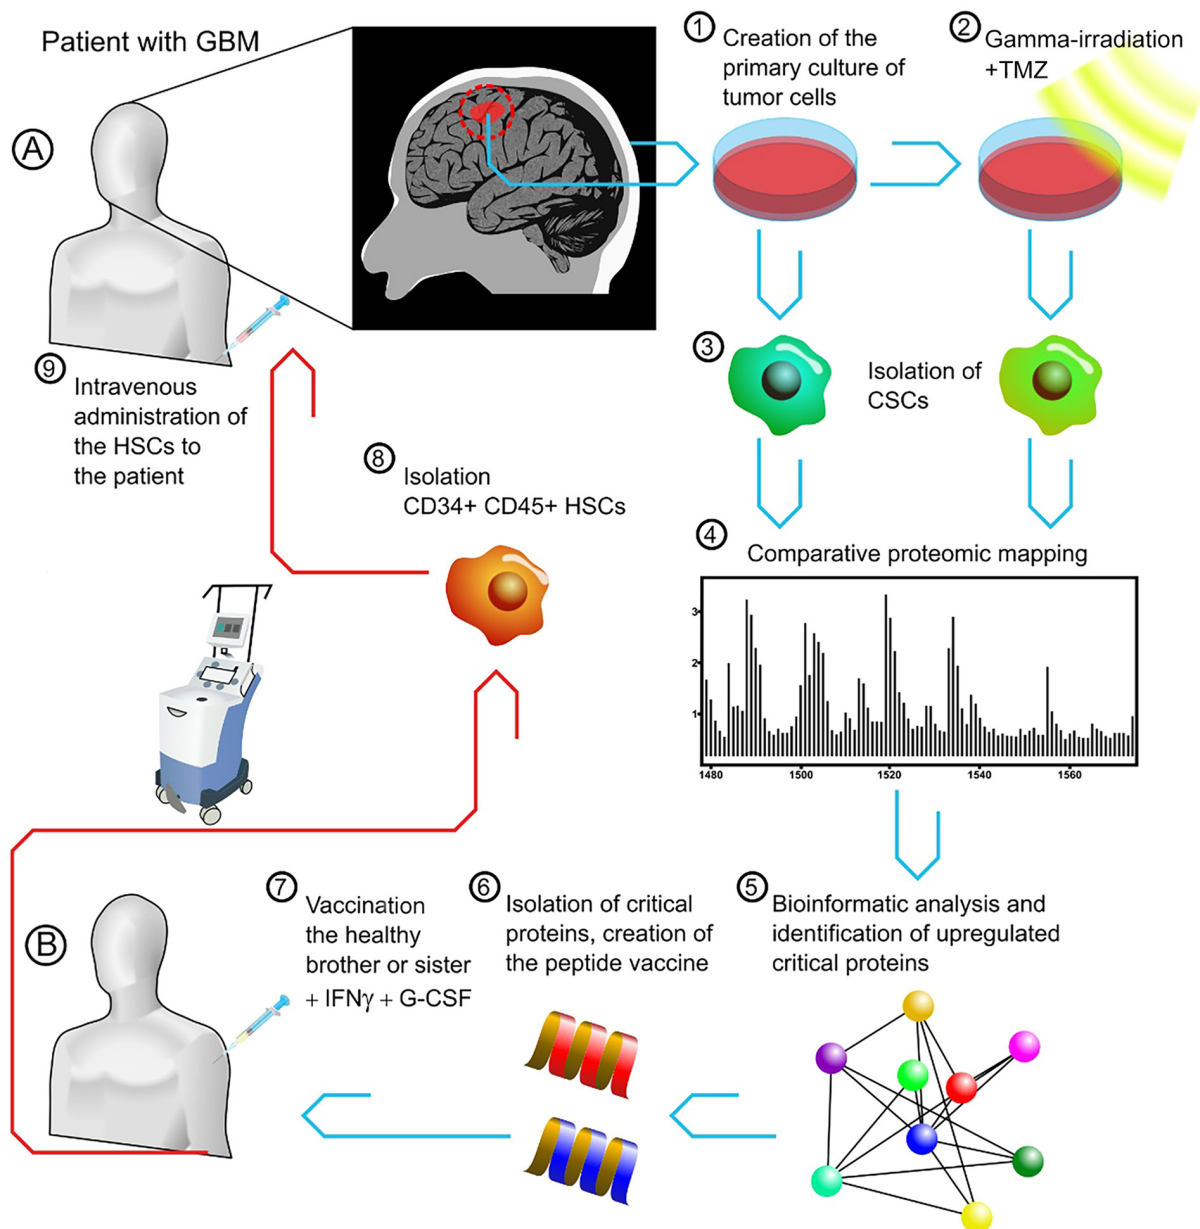 Patient with GBM
A
1
Creation of the
primary culture of
tumor cells
2
Gamma-irradiation
+TMZ
3
Isolation of
CSCs
4
Comparative proteomic mapping
3
2
1
1480 1500 1520 1540 1560
5
Bioinformatic analysis and
identification of upregulated
critical proteins
6
Isolation of critical
proteins, creation of
the peptide vaccine
7
Vaccination
the healthy
brother or sister
+ IFNγ + G-CSF
B
8
Isolation
CD34+ CD45+ HSCs
9
Intravenous
administration of
the HSCs to
the patient